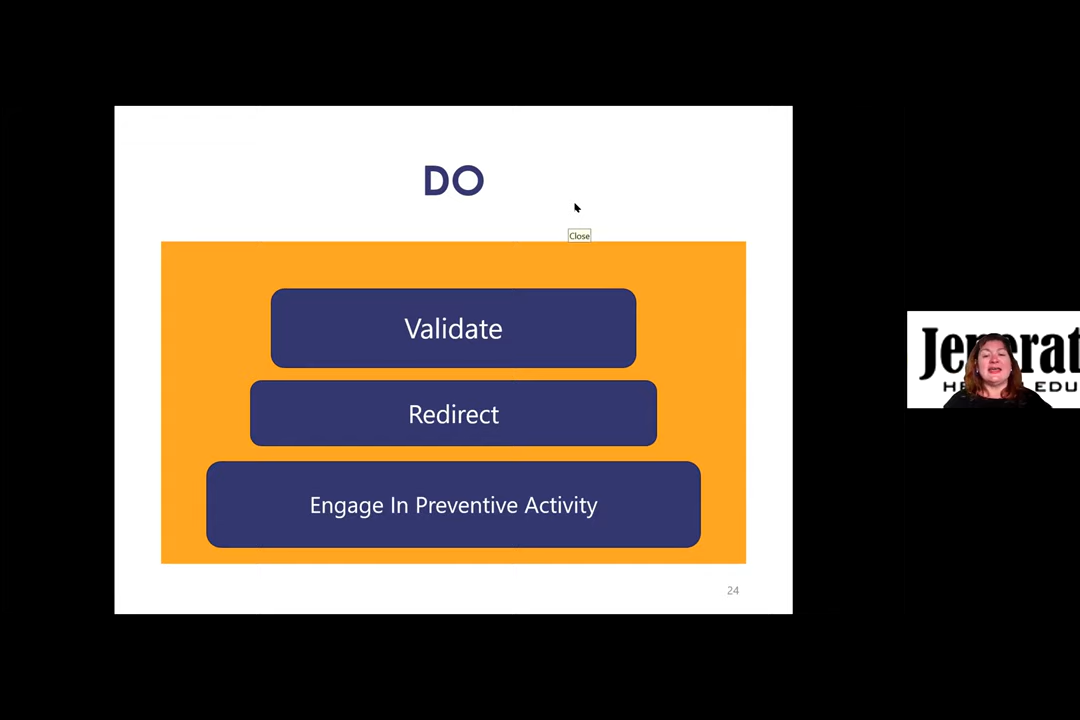 DO
Close
Validate
Redirect
Engage In Preventive Activity
24